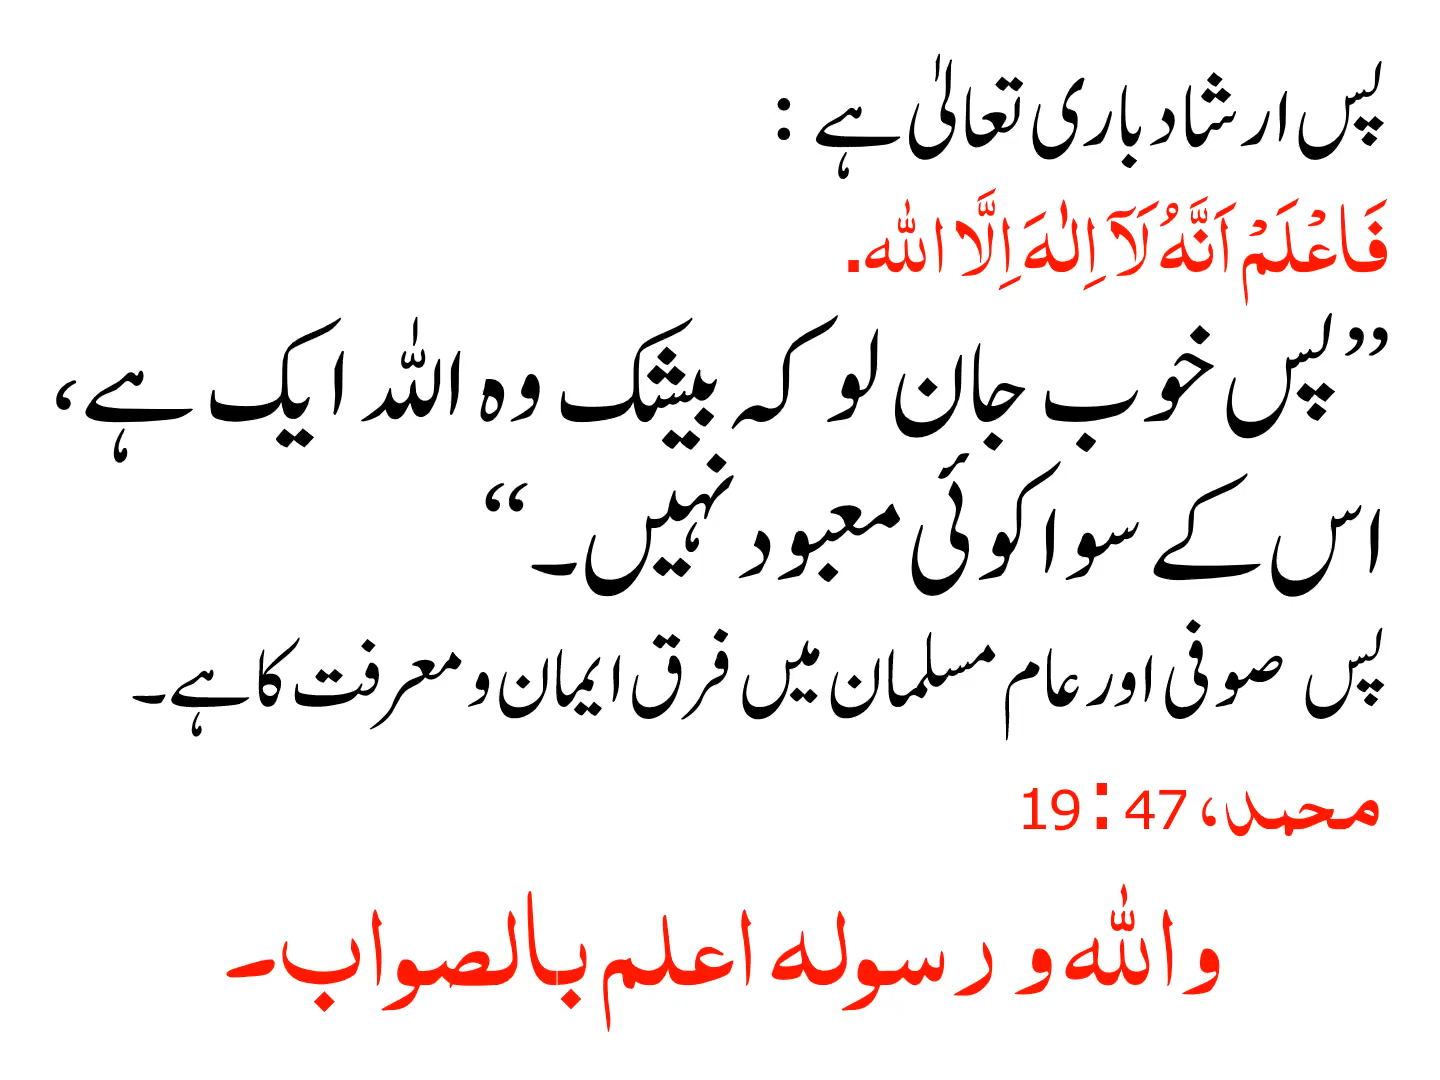 پس ارشاد باری تعالیٰ ہے :
فَاعْلَمْ اَنَّهُ لَآ اِلٰهَ اِلَّا اللّٰه.
”پس خوب جان لو کہ بیشک وہ اللّٰہ ایک ہے،
اس کے سوا کوئی معبود نہیں۔“
پس صوفی اور عام مسلمان میں فرق ایمان و معرفت کا ہے۔
محمد، 47 : 19
واللّٰہ و رسولہ اعلم بالصواب۔